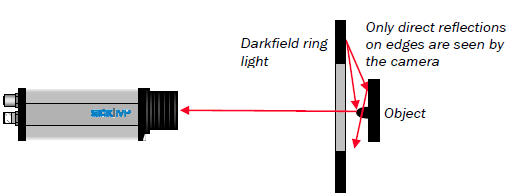 Darkfield ring
light
Only direct reflections
on edges are seen by
the camera
Object